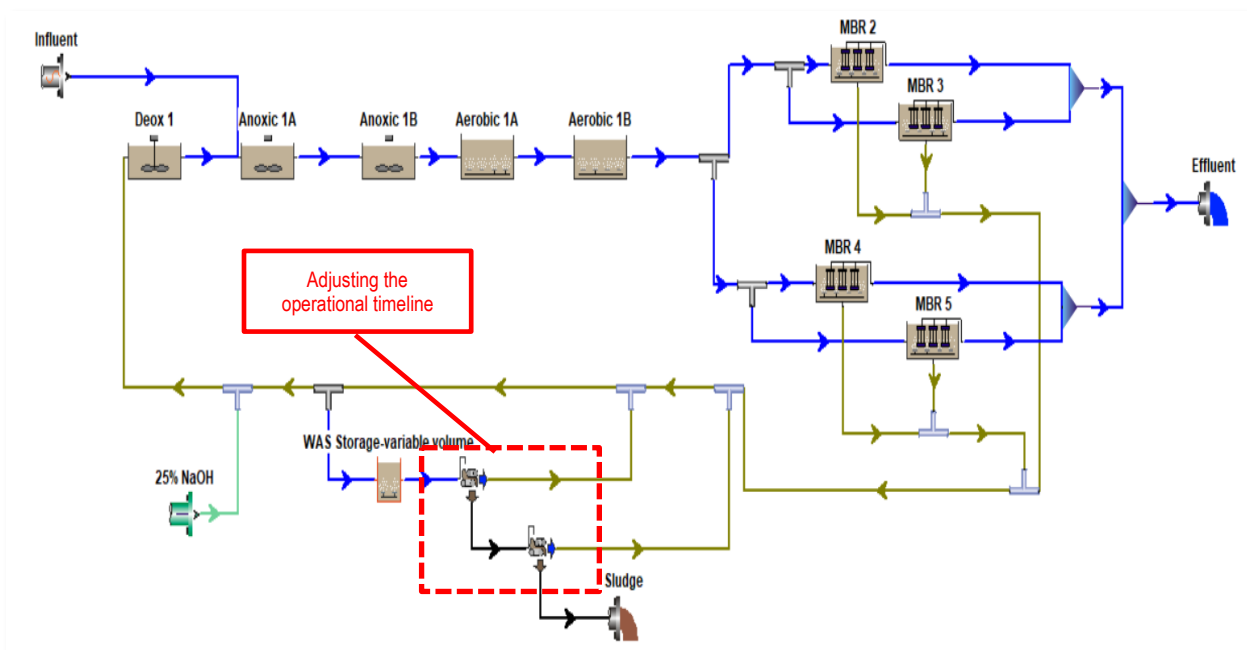 Influent
MBR 2
MBR 3
Deox 1
Anoxic 1A
Anoxic 1B
Aerobic 1A
Aerobic 1B
Effluent
MBR 4
MBR 5
Adjusting the
operational timeline
WAS Storage-variable volume
25% NaOH
Sludge